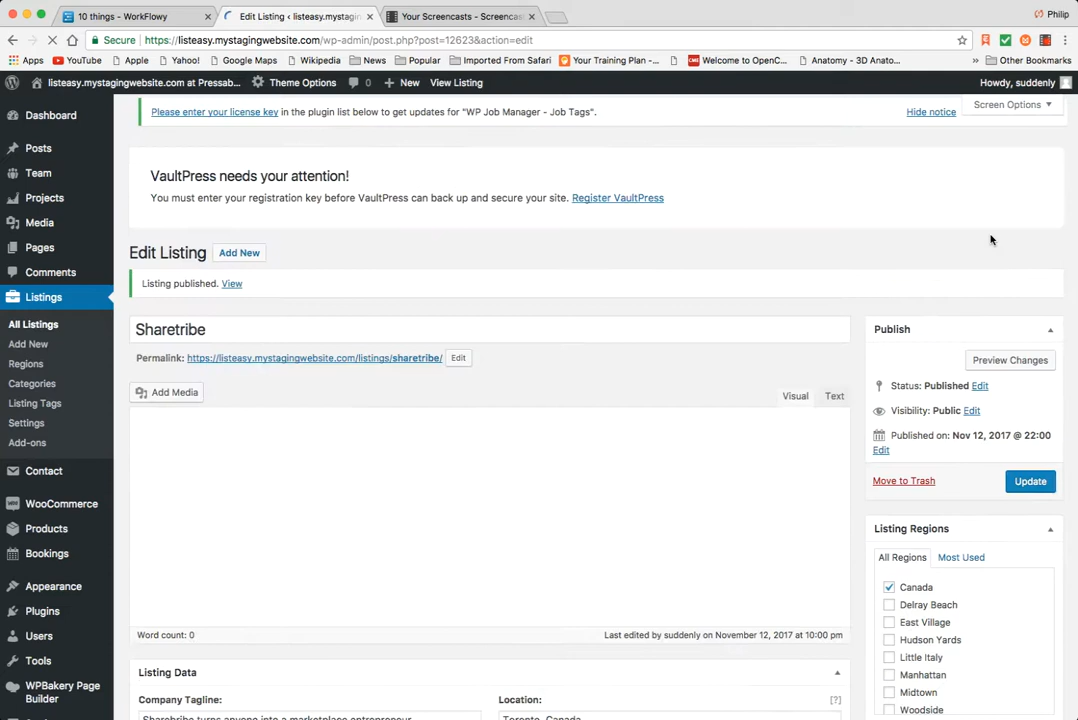 10 things - WorkFlowy
Edit Listing ‹ listeasy.mystagin
Your Screencasts – Screencas
Philip
Secure
https://listeasy.mystagingwebsite.com/wp-admin/post.php?post=12623&action=edit
Apps
YouTube
Apple
Yahoo!
Google Maps
Wikipedia
News
Popular
Imported From Safari
Your Training Plan -...
Welcome to OpenC...
Anatomy - 3D Anato...
Other Bookmarks
listeasy.mystagingwebsite.com at Pressab...
Theme Options
0
New
View Listing
Howdy, suddenly
Please enter your license key in the plugin list below to get updates for "WP Job Manager - Job Tags".
Hide notice
Screen Options
VaultPress needs your attention!
You must enter your registration key before VaultPress can back up and secure your site. Register VaultPress
Dashboard
Posts
Team
Projects
Media
Pages
Comments
Listings
All Listings
Add New
Regions
Categories
Listing Tags
Settings
Add-ons
Contact
WooCommerce
Products
Bookings
Appearance
Plugins
Users
Tools
WPBakery Page
Builder
Edit Listing
Add New
Listing published. View
Sharetribe
Permalink: https://listeasy.mystagingwebsite.com/listings/sharetribe/
Edit
Add Media
Visual
Text
Word count: 0
Last edited by suddenly on November 12, 2017 at 10:00 pm
Listing Data
Company Tagline:
Location:
[?]
Sharetribe turns anyone into a marketplace entrepreneur
Toronto, Canada
Publish
Preview Changes
Status: Published Edit
Visibility: Public Edit
Published on: Nov 12, 2017 @ 22:00
Edit
Move to Trash
Update
Listing Regions
All Regions
Most Used
Canada
Delray Beach
East Village
Hudson Yards
Little Italy
Manhattan
Midtown
Woodside